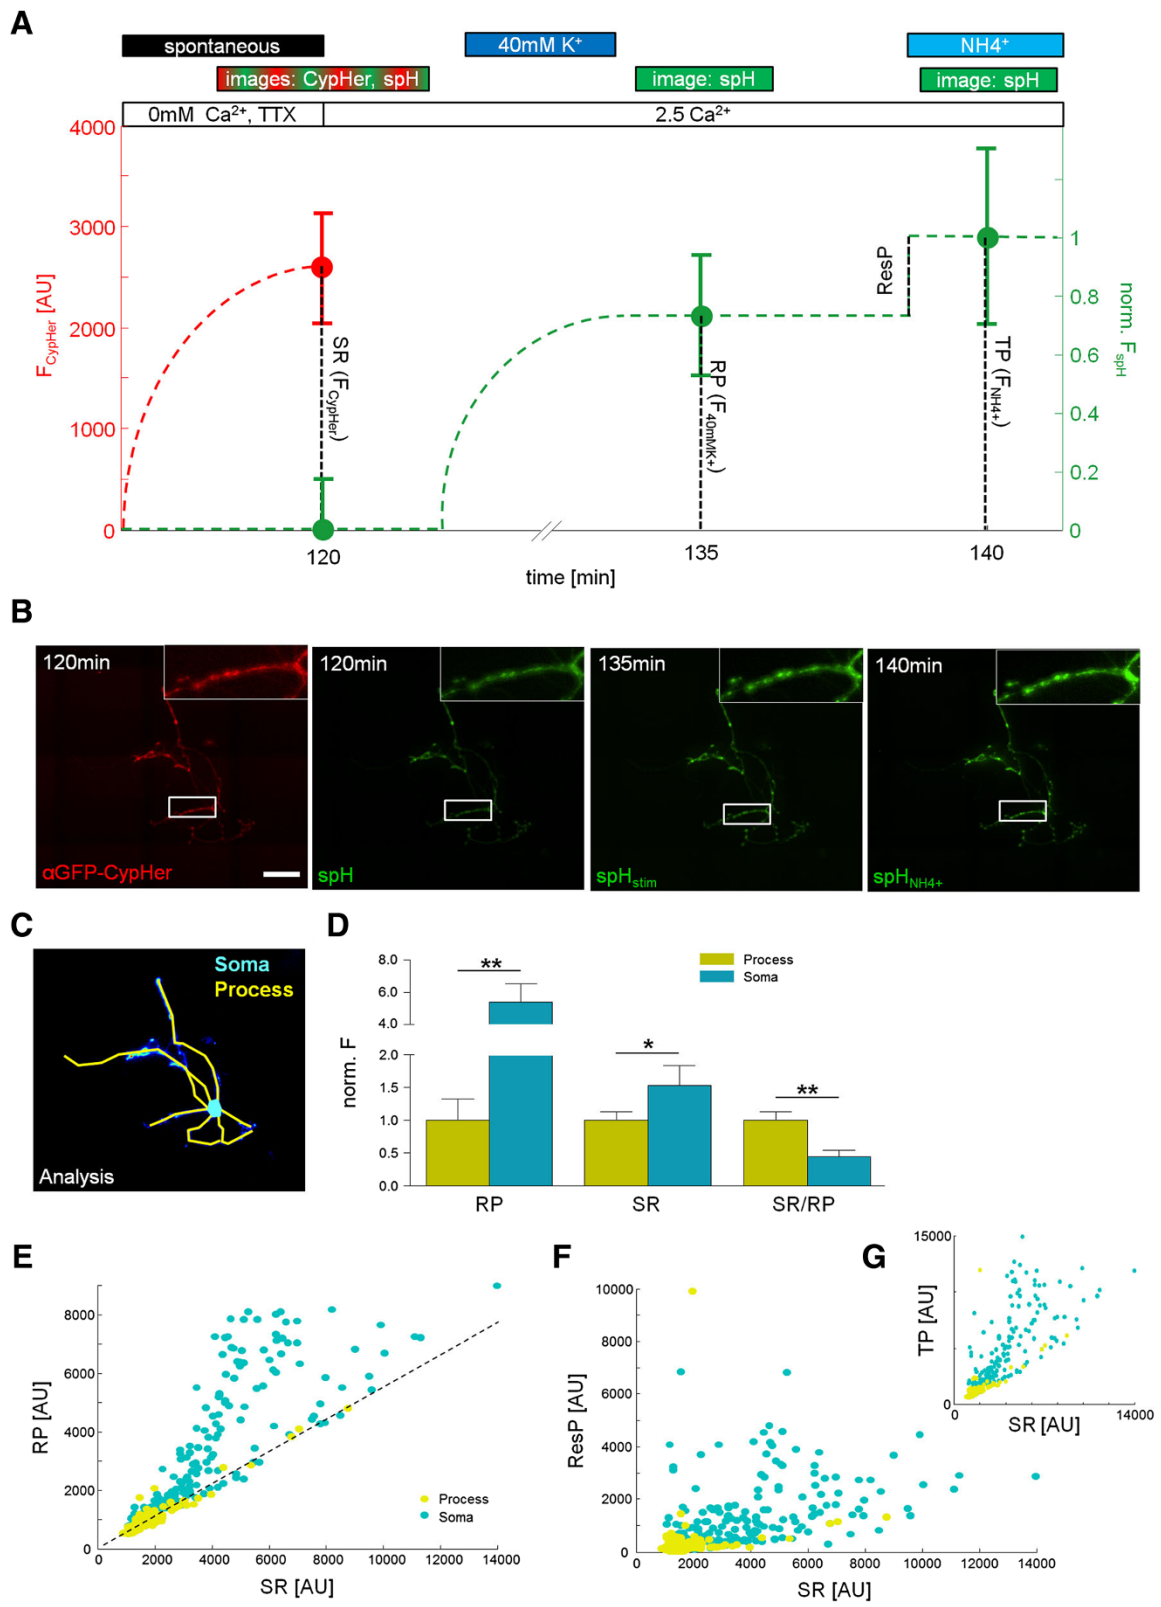 A
spontaneous
40mM K⁺
NH4⁺
images: CypHer, spH
image: spH
image: spH
0mM Ca²⁺, TTX
2.5 Ca²⁺
4000
3000
2000
1000
0
F_CypHer [AU]
SR (F_CypHer)
RP (F_40mMK+)
ResP
TP (F_NH4+)
1
0.8
0.6
0.4
0.2
0
norm. F_spH
120
135
140
time [min]
B
120min
αGFP-CypHer
120min
spH
135min
spH_stim
140min
spH_NH4+
C
Soma
Process
Analysis
D
8.0
6.0
4.0
2.0
1.5
1.0
0.5
0.0
norm. F
**
*
**
Process
Soma
RP
SR
SR/RP
E
8000
6000
4000
2000
0
RP [AU]
Process
Soma
0
2000
4000
6000
8000
10000
12000
14000
SR [AU]
F
10000
8000
6000
4000
2000
0
ResP [AU]
0
2000
4000
6000
8000
10000
12000
14000
SR [AU]
G
15000
0
TP [AU]
0
14000
SR [AU]